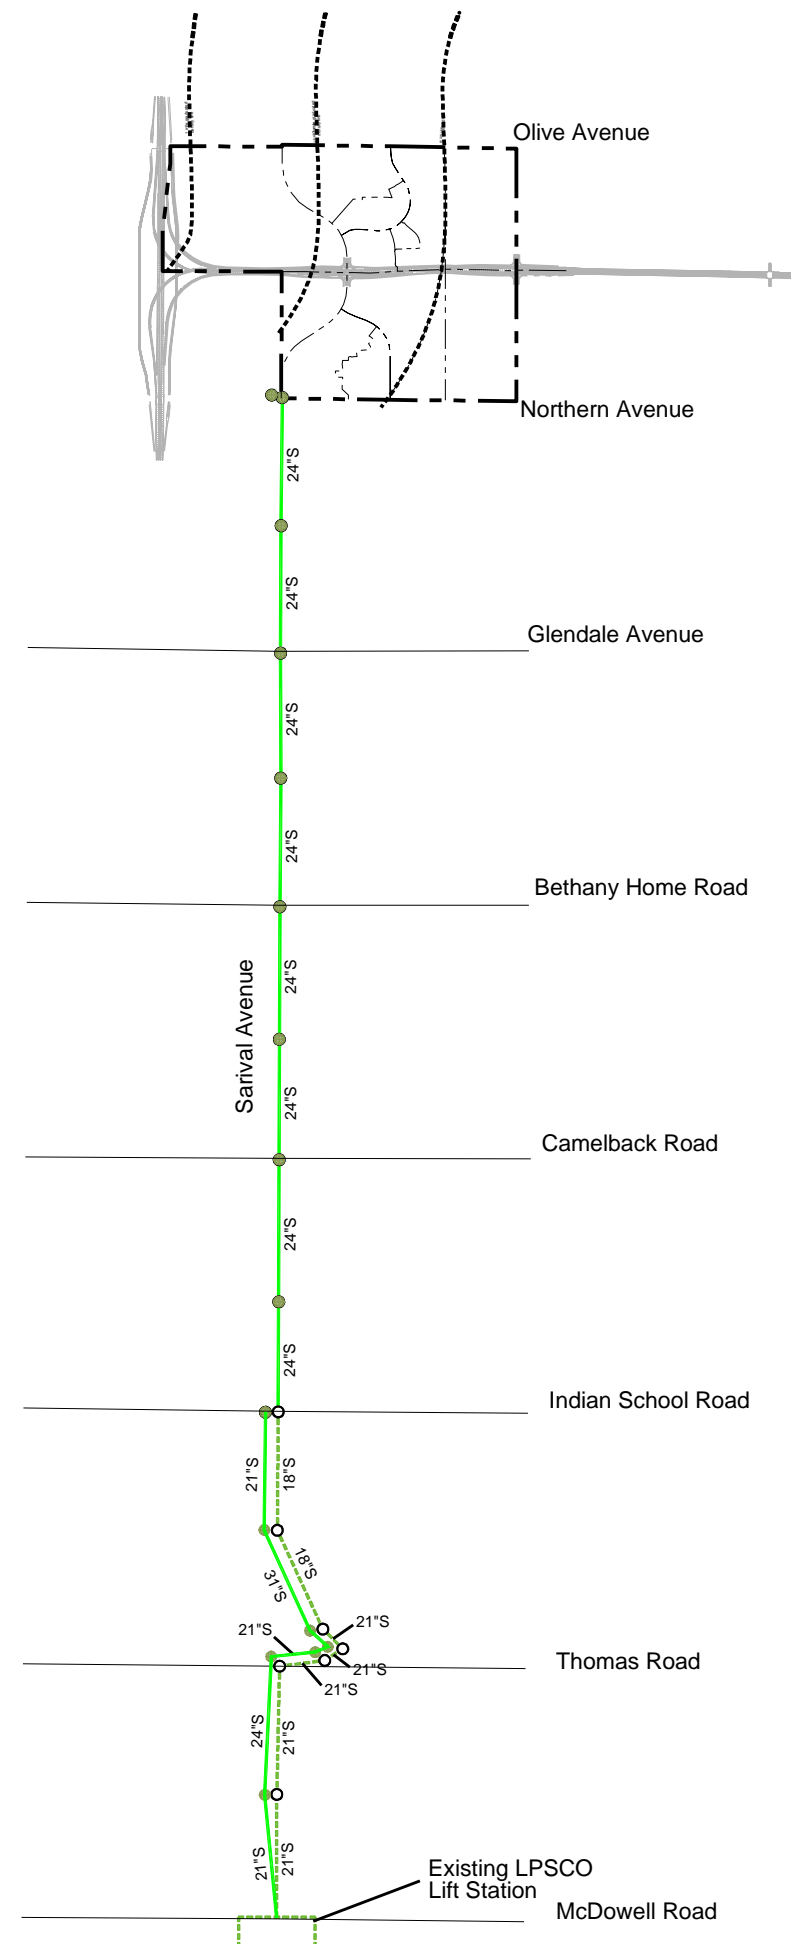 Olive Avenue
Northern Avenue
24"S
24"S
Glendale Avenue
24"S
24"S
Bethany Home Road
Sarival Avenue
24"S
24"S
Camelback Road
24"S
24"S
Indian School Road
21"S
18"S
18"S
31"S
21"S
21"S
21"S
21"S
Thomas Road
24"S
21"S
21"S
21"S
Existing LPSCO
Lift Station
McDowell Road